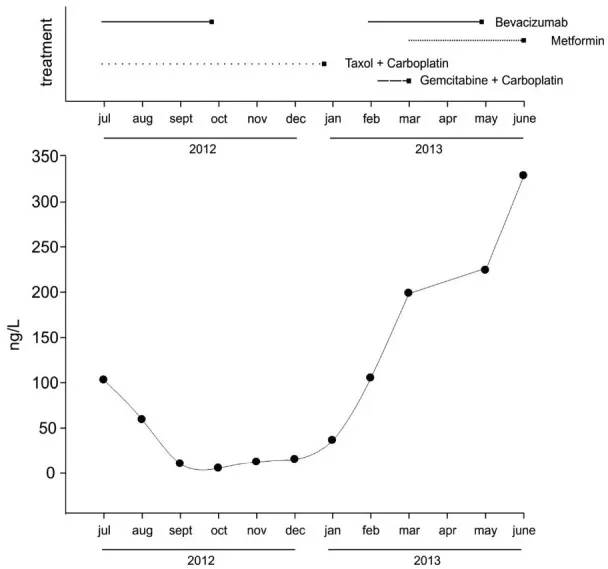 treatment
Bevacizumab
Metformin
Taxol + Carboplatin
Gemcitabine + Carboplatin
jul aug sept oct nov dec jan feb mar apr may june
2012 2013
350
300
250
200
150
100
50
0
ng/L
jul aug sept oct nov dec jan feb mar apr may june
2012 2013